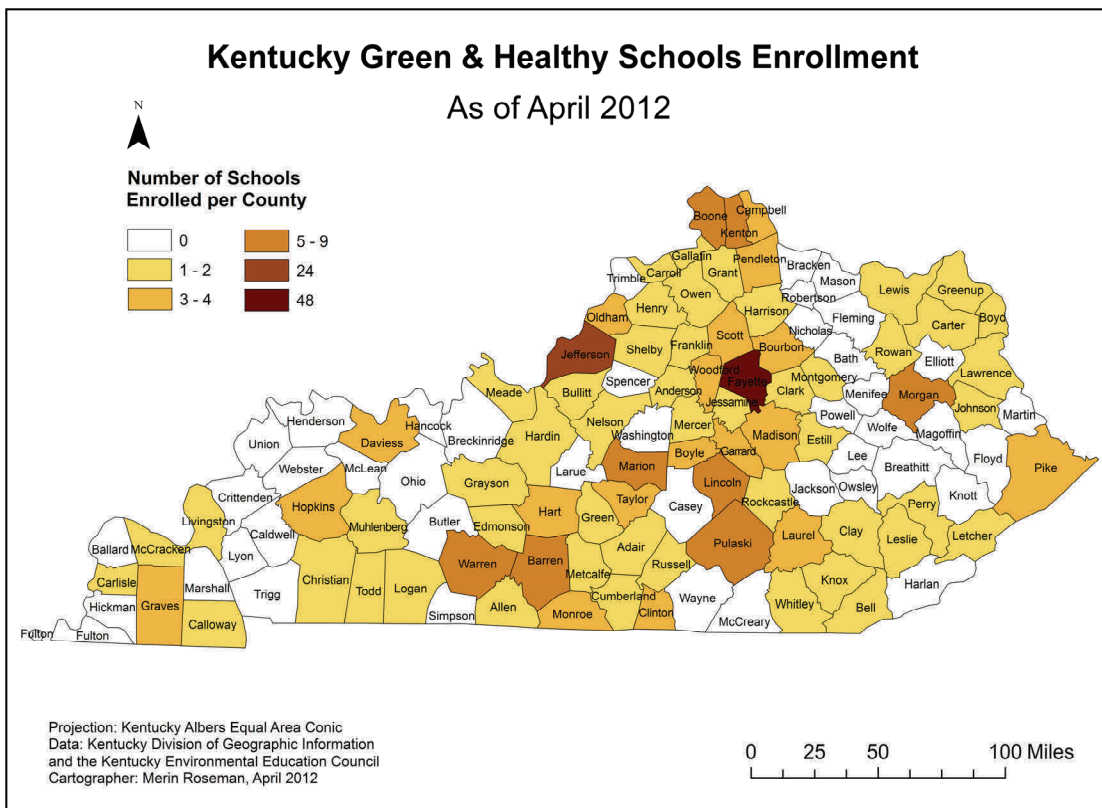 Kentucky Green & Healthy Schools Enrollment
As of April 2012
N
Number of Schools
Enrolled per County
0
1 - 2
3 - 4
5 - 9
24
48
Boone
Campbell
Kenton
Gallatin
Pendleton
Carroll
Grant
Bracken
Trimble
Mason
Owen
Robertson
Lewis
Greenup
Henry
Harrison
Oldham
Fleming
Boyd
Scott
Nicholas
Carter
Franklin
Bourbon
Jefferson
Shelby
Bath
Rowan
Elliott
Woodford
Spencer
Fayette
Montgomery
Lawrence
Meade
Bullitt
Anderson
Clark
Menifee
Morgan
Jessamine
Johnson
Henderson
Hancock
Nelson
Mercer
Powell
Martin
Union
Daviess
Breckinridge
Hardin
Washington
Madison
Wolfe
Magoffin
Estill
Webster
McLean
Larue
Marion
Boyle
Garrard
Lee
Floyd
Ohio
Breathitt
Pike
Crittenden
Grayson
Lincoln
Jackson
Owsley
Knott
Hopkins
Taylor
Casey
Rockcastle
Livingston
Muhlenberg
Butler
Edmonson
Hart
Green
Perry
Caldwell
Clay
Laurel
Ballard
McCracken
Lyon
Adair
Pulaski
Leslie
Letcher
Warren
Barren
Metcalfe
Russell
Carlisle
Marshall
Christian
Todd
Logan
Knox
Harlan
Trigg
Cumberland
Wayne
Hickman
Graves
Allen
Monroe
Clinton
Whitley
Bell
Simpson
Calloway
McCreary
Fulton
Fulton
Projection: Kentucky Albers Equal Area Conic
Data: Kentucky Division of Geographic Information
and the Kentucky Environmental Education Council
Cartographer: Merin Roseman, April 2012
0 25 50 100 Miles